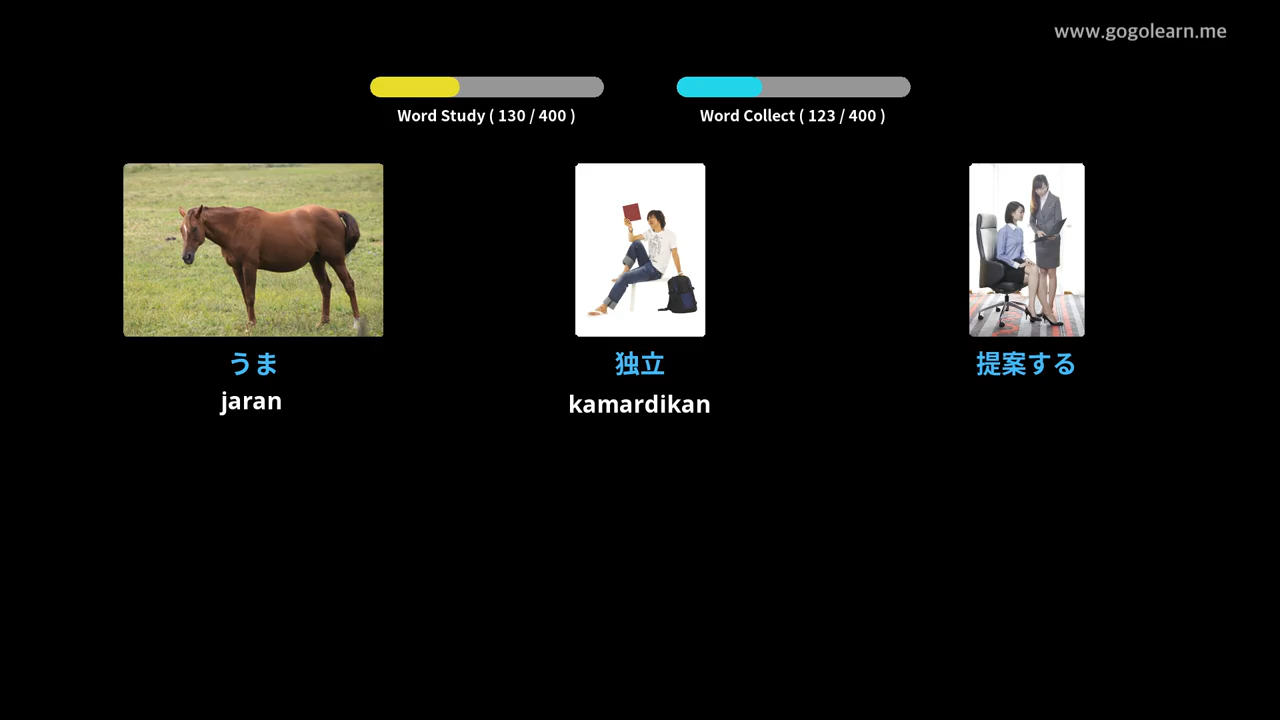 www.gogolearn.me
Word Study ( 130 / 400 )
Word Collect ( 123 / 400 )
うま
独立
提案する
jaran
kamardikan